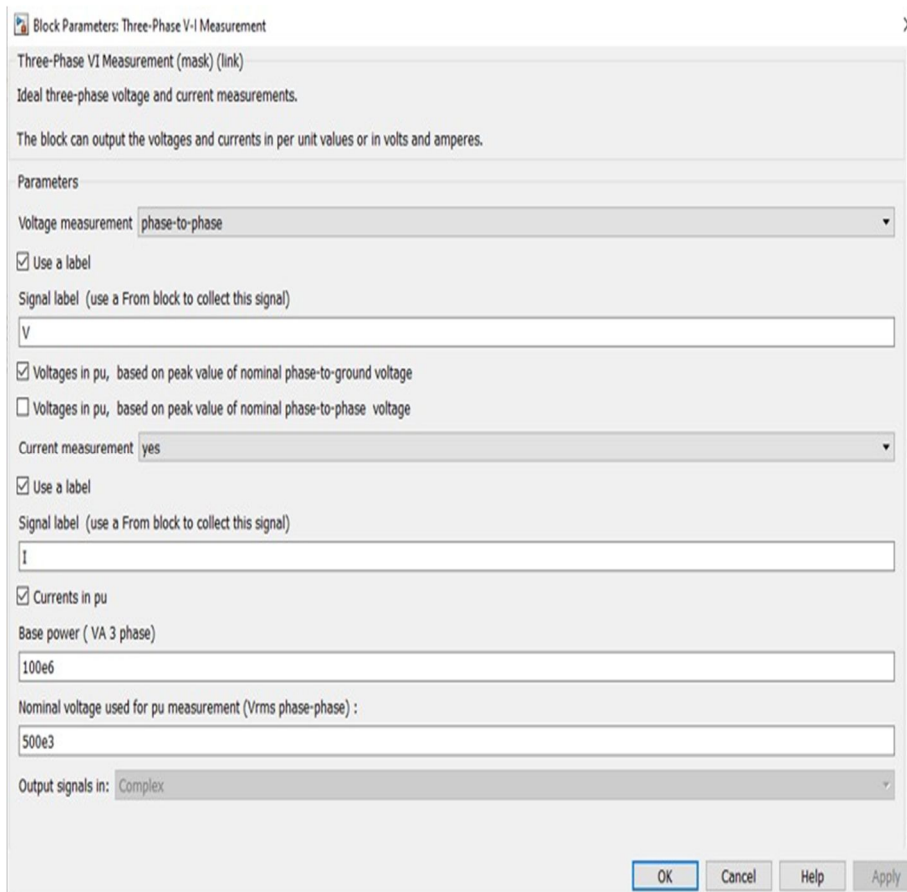 Block Parameters: Three-Phase V-I Measurement
Three-Phase VI Measurement (mask) (link)
Ideal three-phase voltage and current measurements.
The block can output the voltages and currents in per unit values or in volts and amperes.
Parameters
Voltage measurement phase-to-phase
Use a label
Signal label (use a From block to collect this signal)
V
Voltages in pu, based on peak value of nominal phase-to-ground voltage
Voltages in pu, based on peak value of nominal phase-to-phase voltage
Current measurement yes
Use a label
Signal label (use a From block to collect this signal)
I
Currents in pu
Base power ( VA 3 phase)
100e6
Nominal voltage used for pu measurement (Vrms phase-phase) :
500e3
Output signals in: Complex
OK Cancel Help Apply